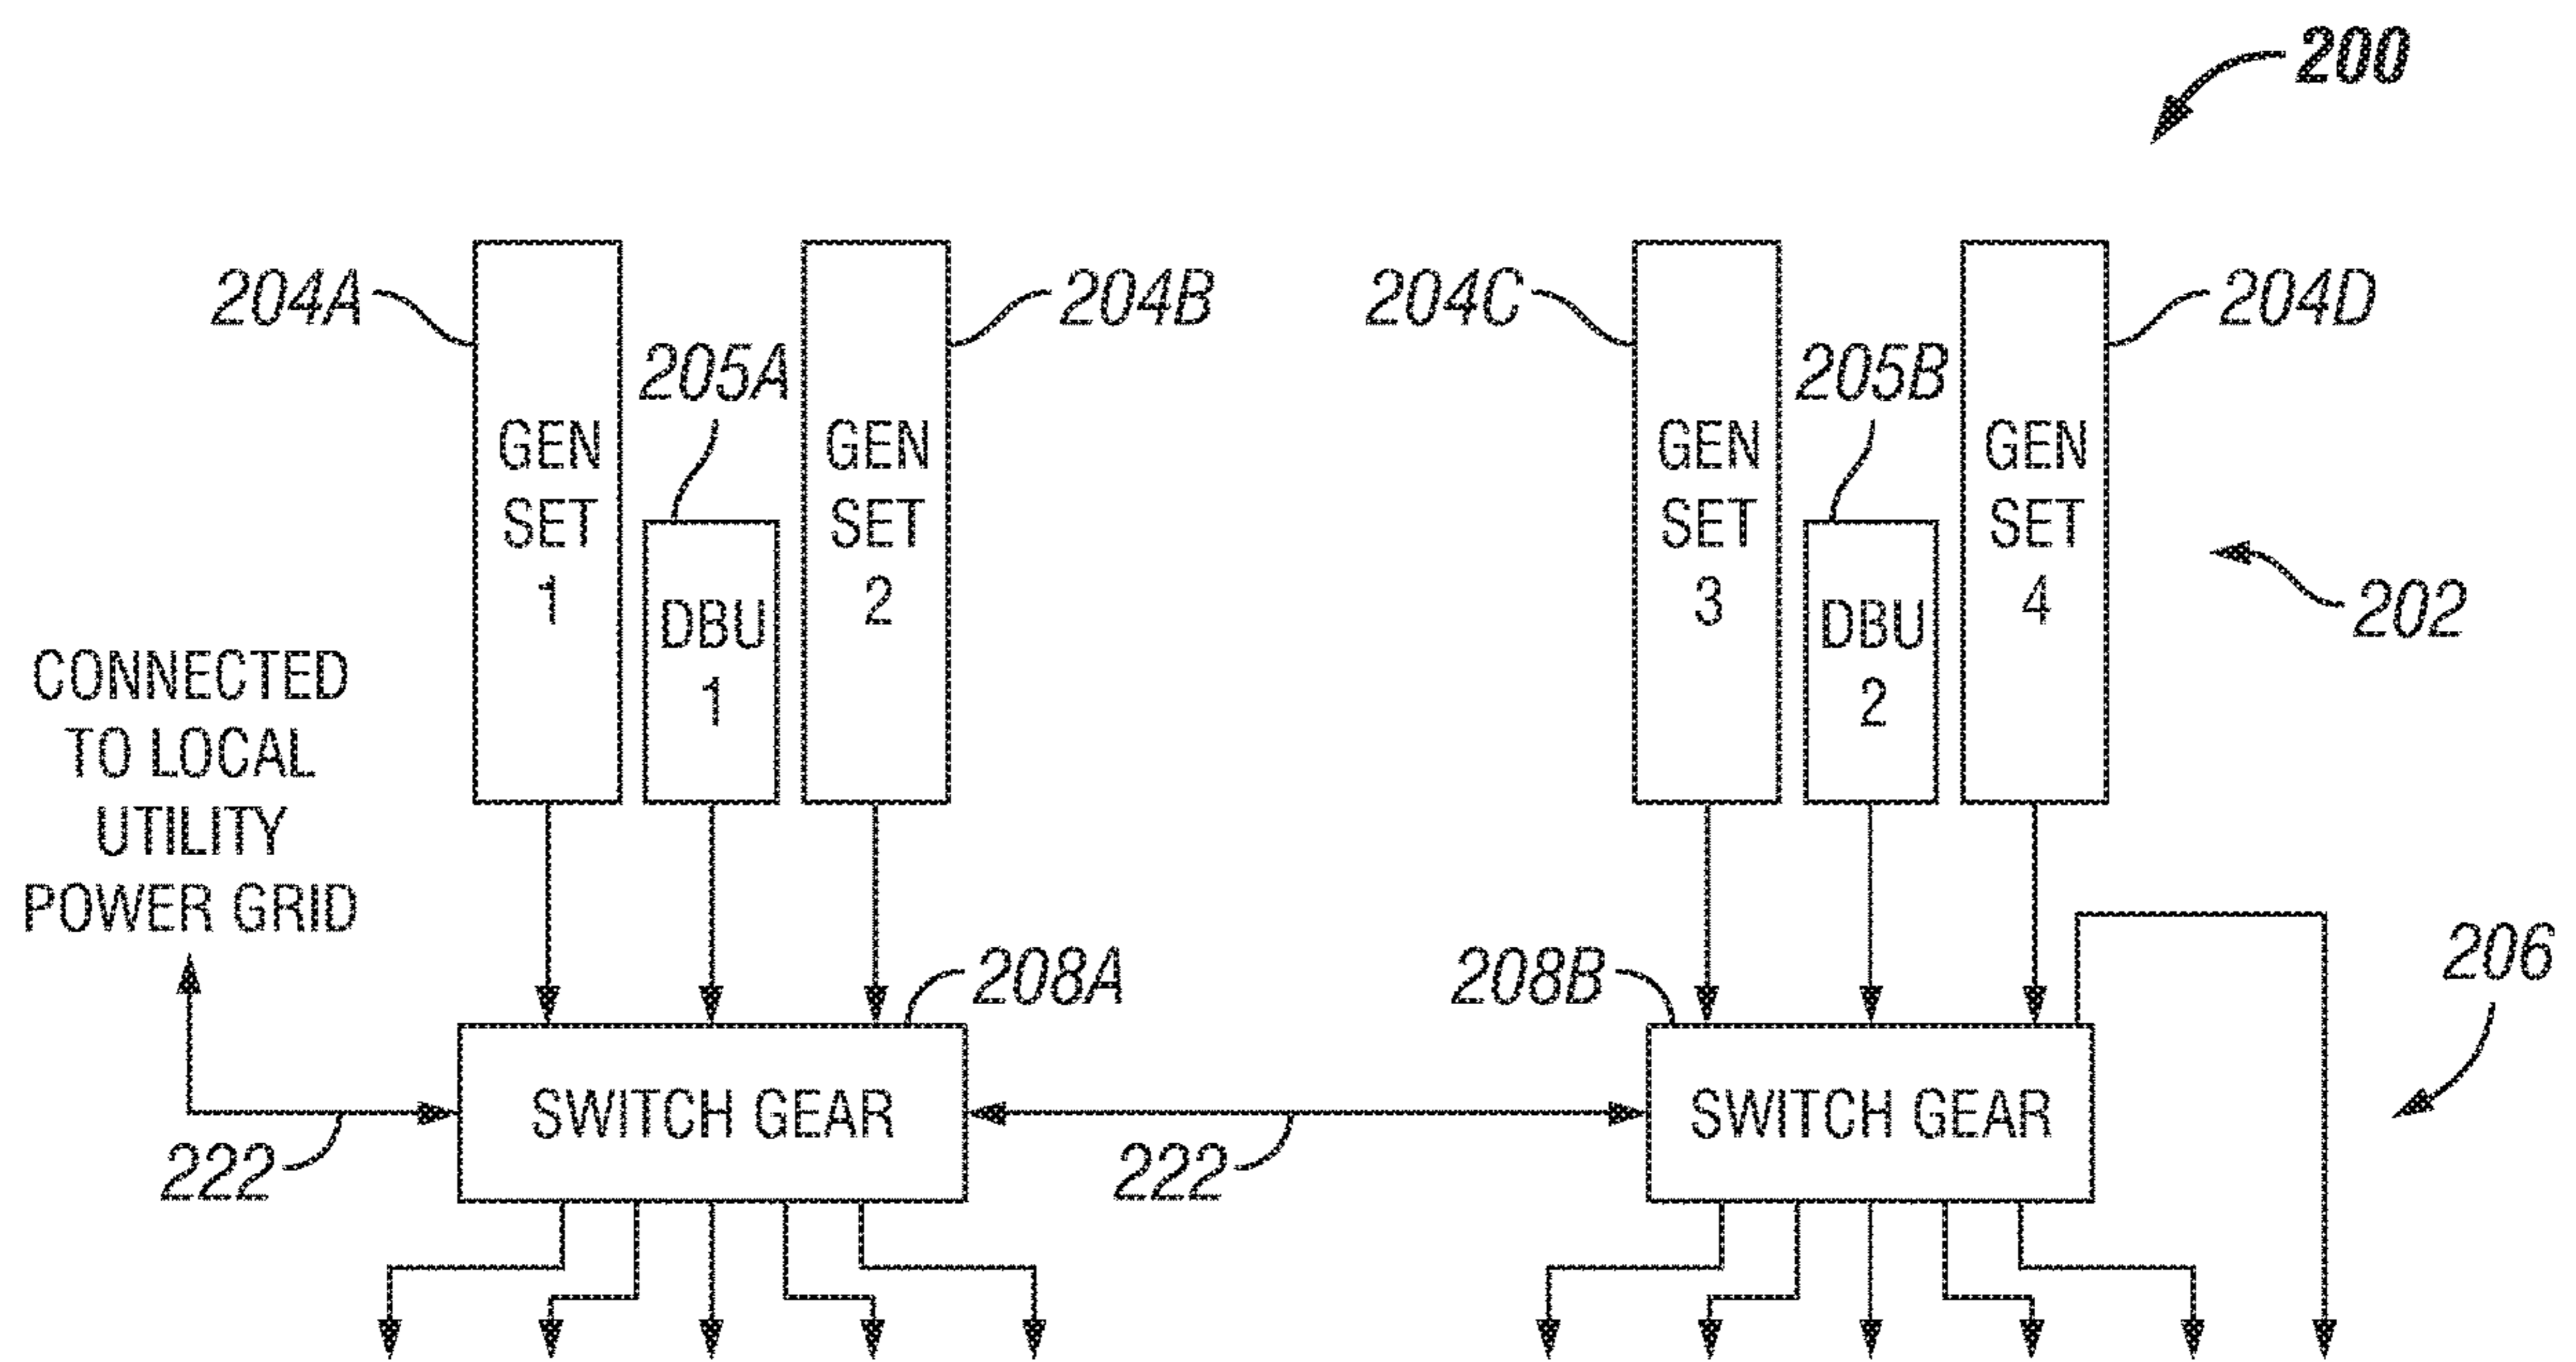 200
204A
204B
204C
204D
205A
205B
GEN
SET
1
DBU
1
GEN
SET
2
GEN
SET
3
DBU
2
GEN
SET
4
202
CONNECTED
TO LOCAL
UTILITY
POWER GRID
208A
208B
206
SWITCH GEAR
SWITCH GEAR
222
222